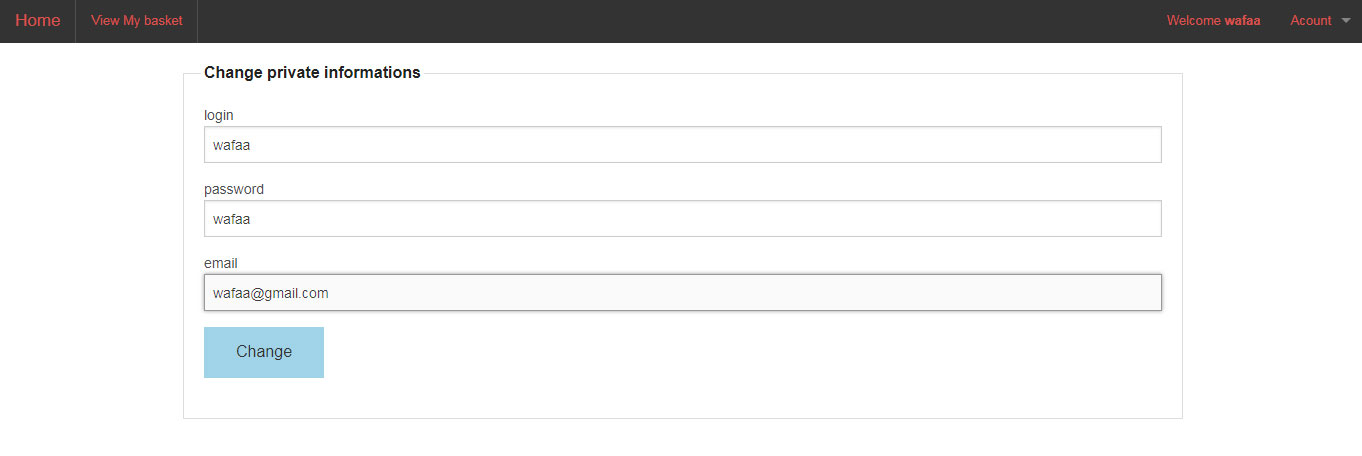 Home View My basket Welcome wafaa Acount
Change private informations
login
wafaa
password
wafaa
email
wafaa@gmail.com
Change